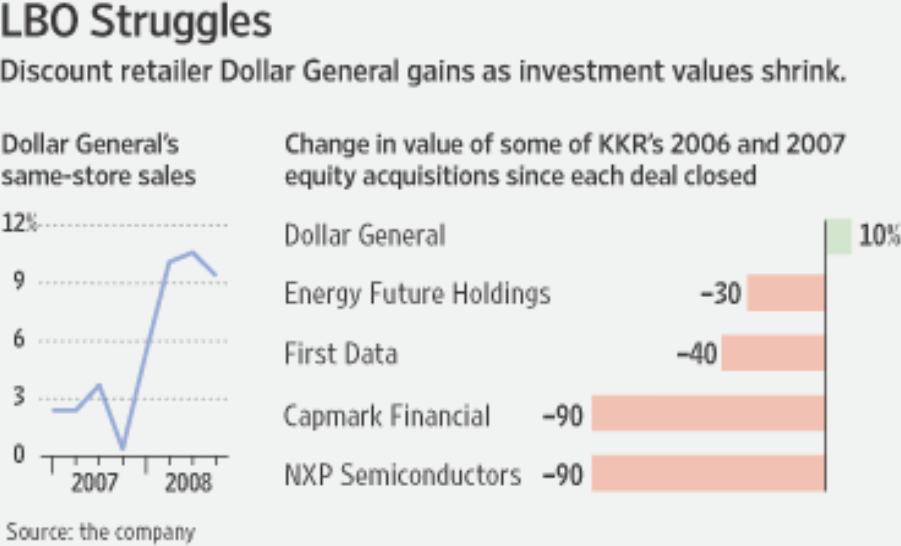 LBO Struggles
Discount retailer Dollar General gains as investment values shrink.
Dollar General's
same-store sales
12%
9
6
3
0
2007 2008
Change in value of some of KKR's 2006 and 2007
equity acquisitions since each deal closed
Dollar General 10%
Energy Future Holdings –30
First Data –40
Capmark Financial –90
NXP Semiconductors –90
Source: the company